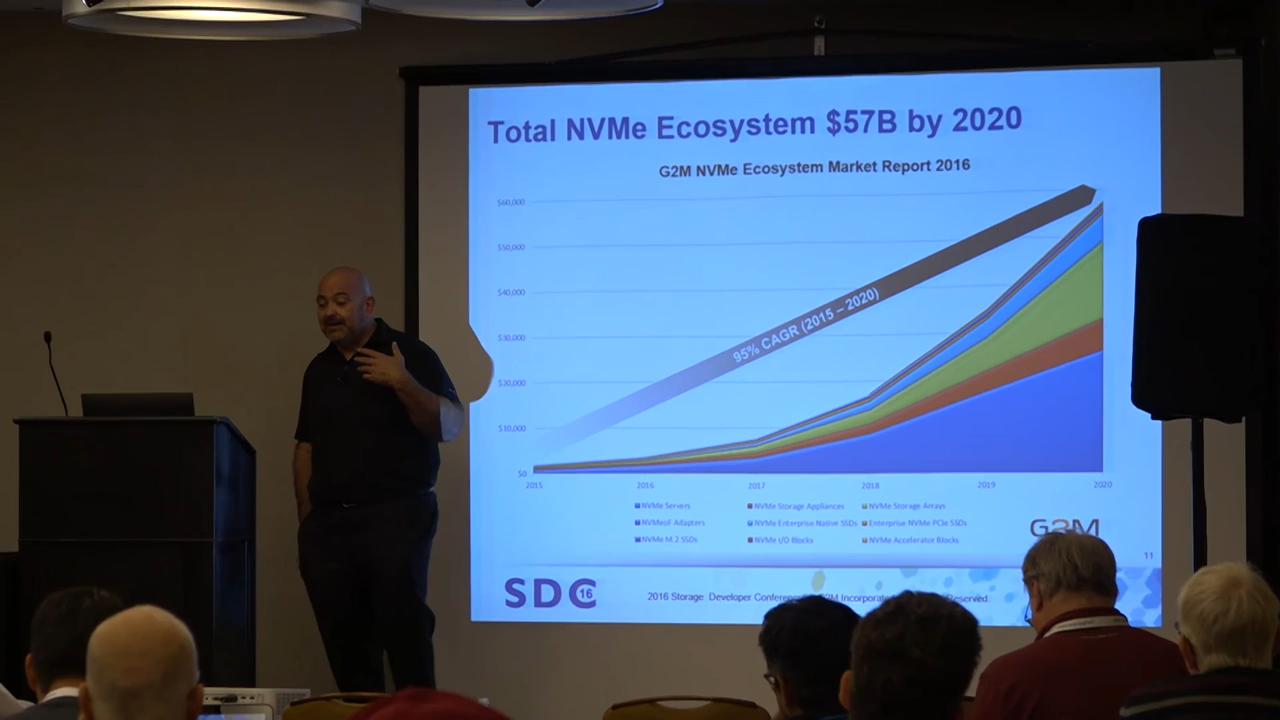 Total NVMe Ecosystem $57B by 2020
G2M NVMe Ecosystem Market Report 2016
$60,000
$50,000
$40,000
$30,000
$20,000
$10,000
$0
95% CAGR (2015 – 2020)
2015 2016 2017 2018 2019 2020
NVMe Servers NVMe Storage Appliances NVMe Storage Arrays
NVMeoF Adapters NVMe Enterprise Native SSDs Enterprise NVMe PCIe SSDs
NVMe M.2 SSDs NVMe I/O Blocks NVMe Accelerator Blocks
G2M
11
SDC 16
2016 Storage Developer Conference. G2M Incorporated Reserved.